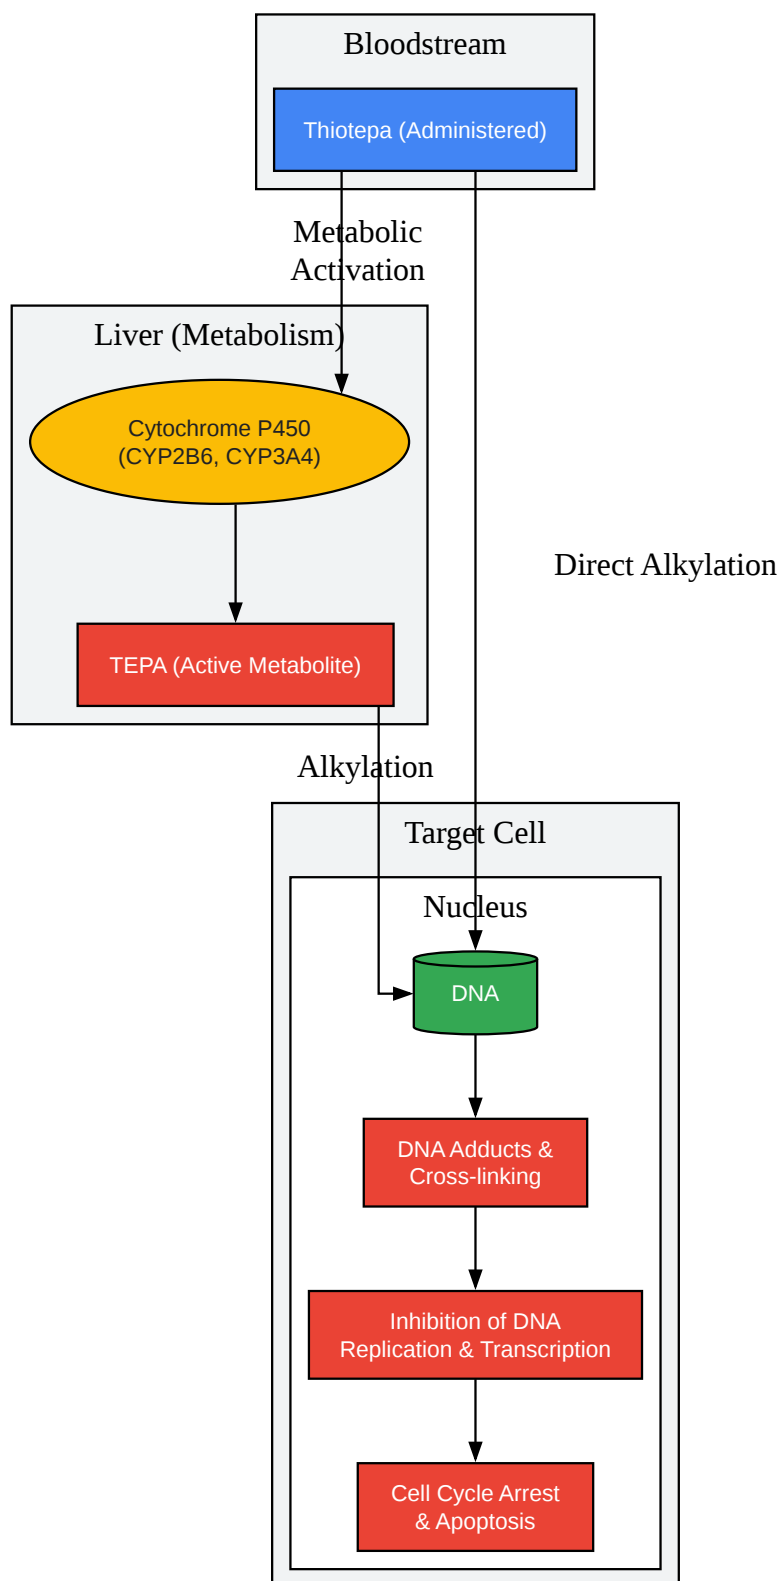 Bloodstream
Thiotepa (Administered)
Metabolic
Activation
Liver (Metabolism)
Cytochrome P450
(CYP2B6, CYP3A4)
Direct Alkylation
TEPA (Active Metabolite)
Alkylation
Target Cell
Nucleus
DNA
DNA Adducts &
Cross-linking
Inhibition of DNA
Replication & Transcription
Cell Cycle Arrest
& Apoptosis